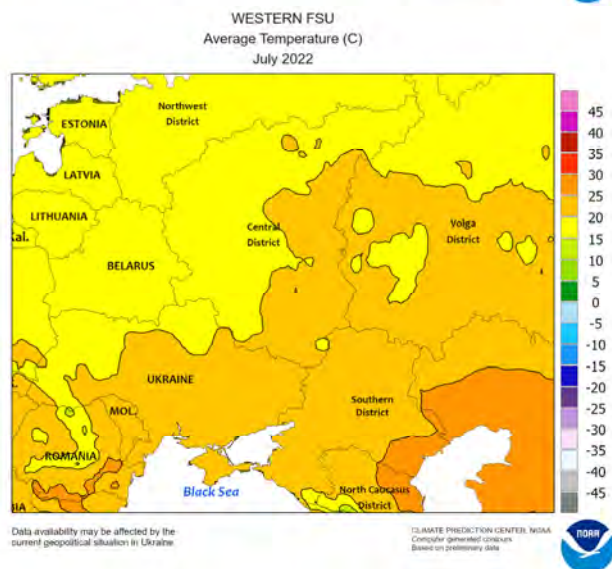 WESTERN FSU
Average Temperature (C)
July 2022
Northwest
District
ESTONIA
LATVIA
LITHUANIA
Kal.
BELARUS
Central
District
Volga
District
UKRAINE
MOL.
Southern
District
ROMANIA
Black Sea
North Caucasus
District
45
40
35
30
25
20
15
10
5
0
-5
-10
-15
-20
-25
-30
-35
-40
-45
Data availability may be affected by the
current geopolitical situation in Ukraine
CLIMATE PREDICTION CENTER, NOAA
Computer generated contours
Based on preliminary data
NOAA